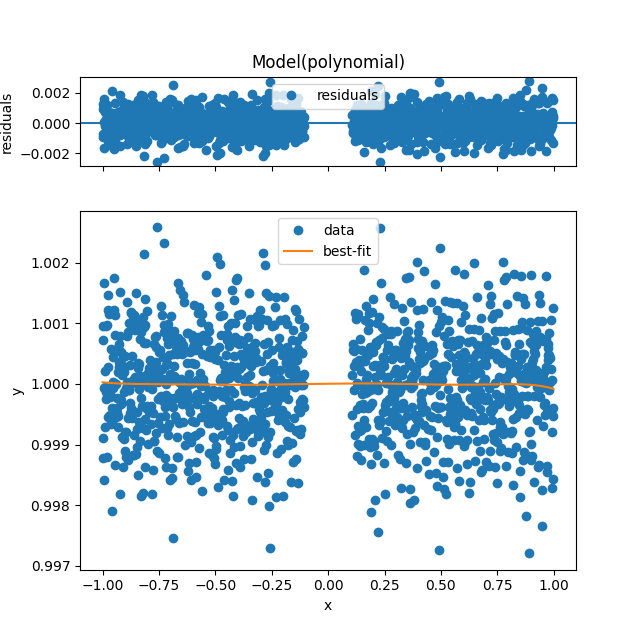 Model(polynomial)
residuals
0.002
0.000
−0.002
residuals
data
best-fit
y
1.002
1.001
1.000
0.999
0.998
0.997
−1.00 −0.75 −0.50 −0.25 0.00 0.25 0.50 0.75 1.00
x